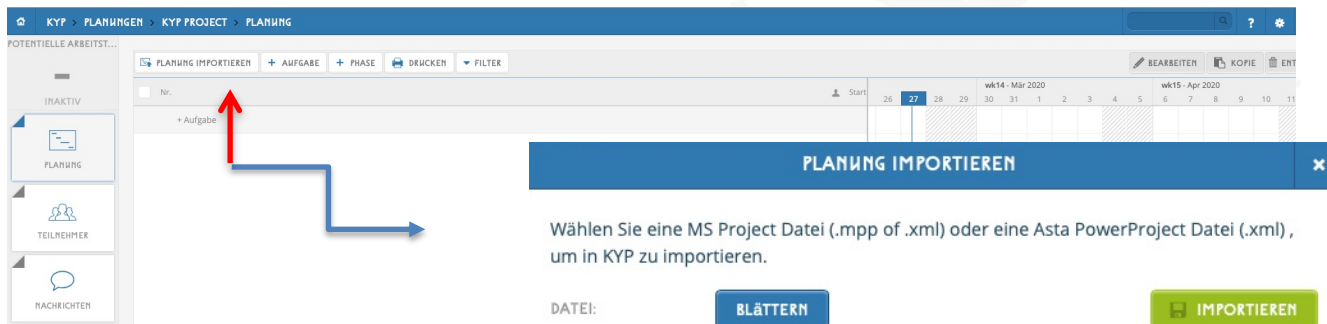 KYP > PLANUNGEN > KYP PROJECT > PLANUNG
?
POTENTIELLE ARBEITST...
INAKTIV
PLANUNG
TEILNEHMER
NACHRICHTEN
PLANUNG IMPORTIEREN + AUFGABE + PHASE DRUCKEN FILTER
BEARBEITEN KOPIE ENT
Nr. Start
wk14 - Mär 2020 wk15 - Apr 2020
26 27 28 29 30 31 1 2 3 4 5 6 7 8 9 10 11
+ Aufgabe
PLANUNG IMPORTIEREN
Wählen Sie eine MS Project Datei (.mpp of .xml) oder eine Asta PowerProject Datei (.xml) ,
um in KYP zu importieren.
DATEI: BLäTTERN IMPORTIEREN